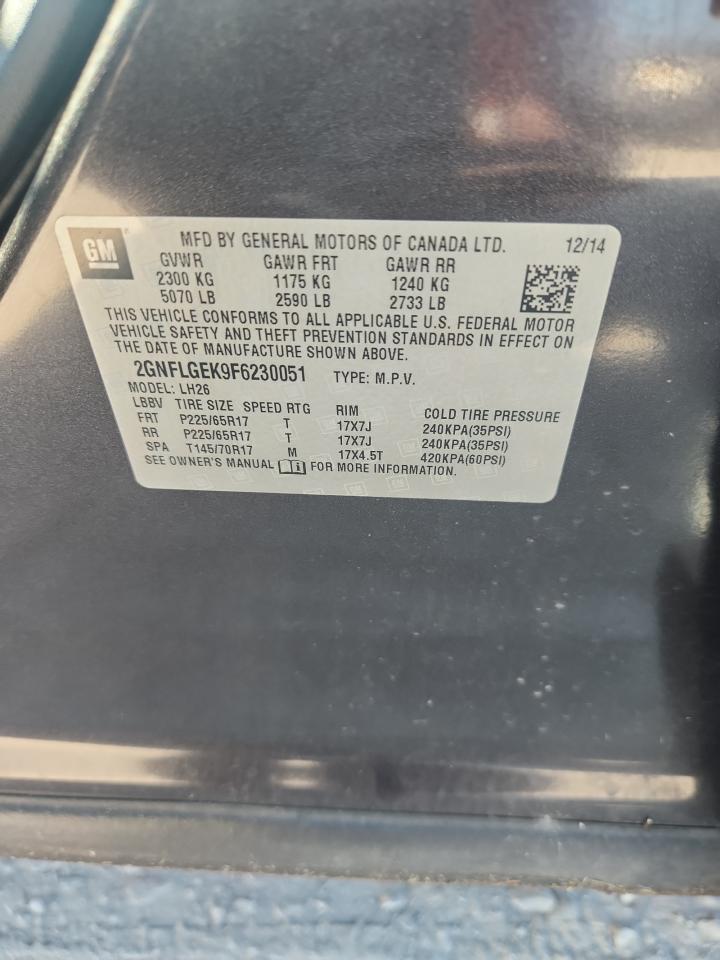 GM
MFD BY GENERAL MOTORS OF CANADA LTD. 12/14
GVWR GAWR FRT GAWR RR
2300 KG 1175 KG 1240 KG
5070 LB 2590 LB 2733 LB
THIS VEHICLE CONFORMS TO ALL APPLICABLE U.S. FEDERAL MOTOR
VEHICLE SAFETY AND THEFT PREVENTION STANDARDS IN EFFECT ON
THE DATE OF MANUFACTURE SHOWN ABOVE.
2GNFLGEK9F6230051 TYPE: M.P.V.
MODEL: LH26
LBBV TIRE SIZE SPEED RTG RIM COLD TIRE PRESSURE
FRT P225/65R17 T 17X7J 240KPA(35PSI)
RR P225/65R17 T 17X7J 240KPA(35PSI)
SPA T145/70R17 M 17X4.5T 420KPA(60PSI)
SEE OWNER'S MANUAL FOR MORE INFORMATION.